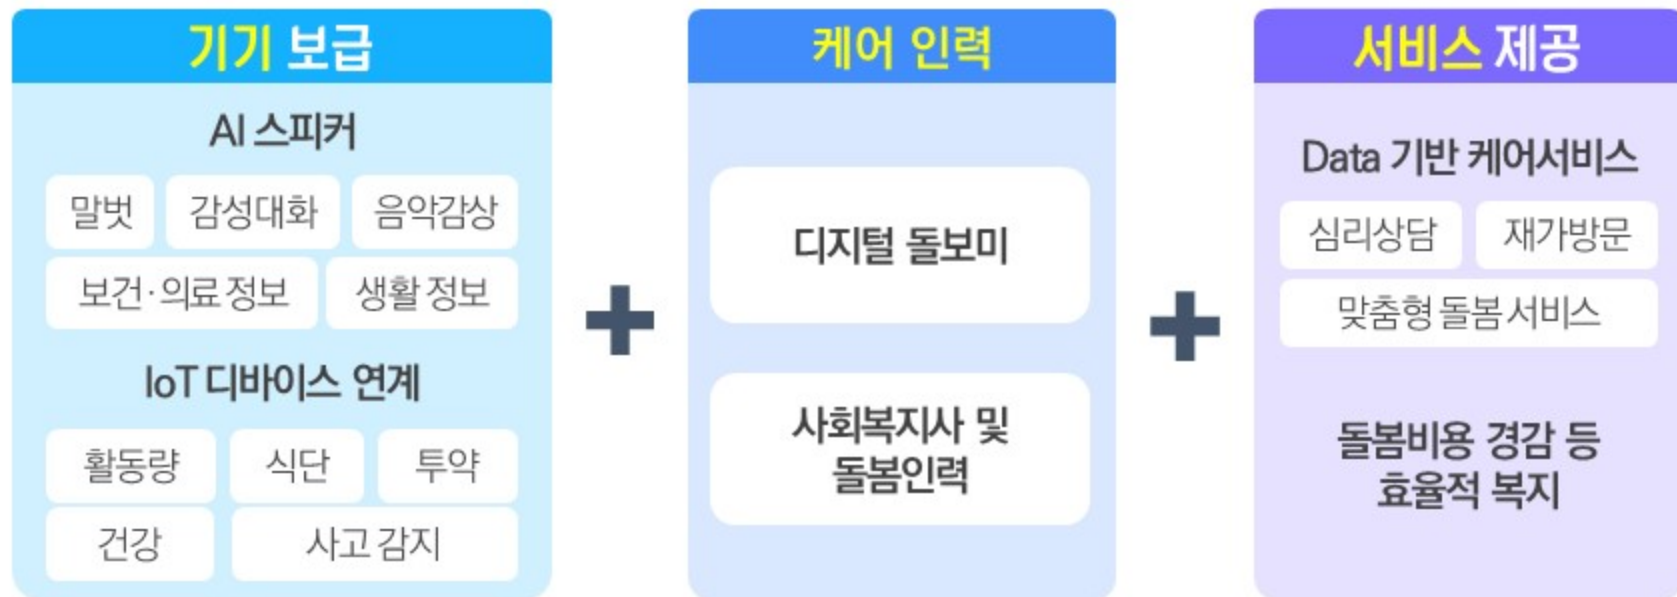 기기 보급
AI 스피커
말벗 감성대화 음악감상
보건·의료 정보 생활 정보
IoT 디바이스 연계
활동량 식단 투약
건강 사고 감지
케어 인력
디지털 돌보미
사회복지사 및
돌봄인력
서비스 제공
Data 기반 케어서비스
심리상담 재가방문
맞춤형 돌봄 서비스
돌봄비용 경감 등
효율적 복지